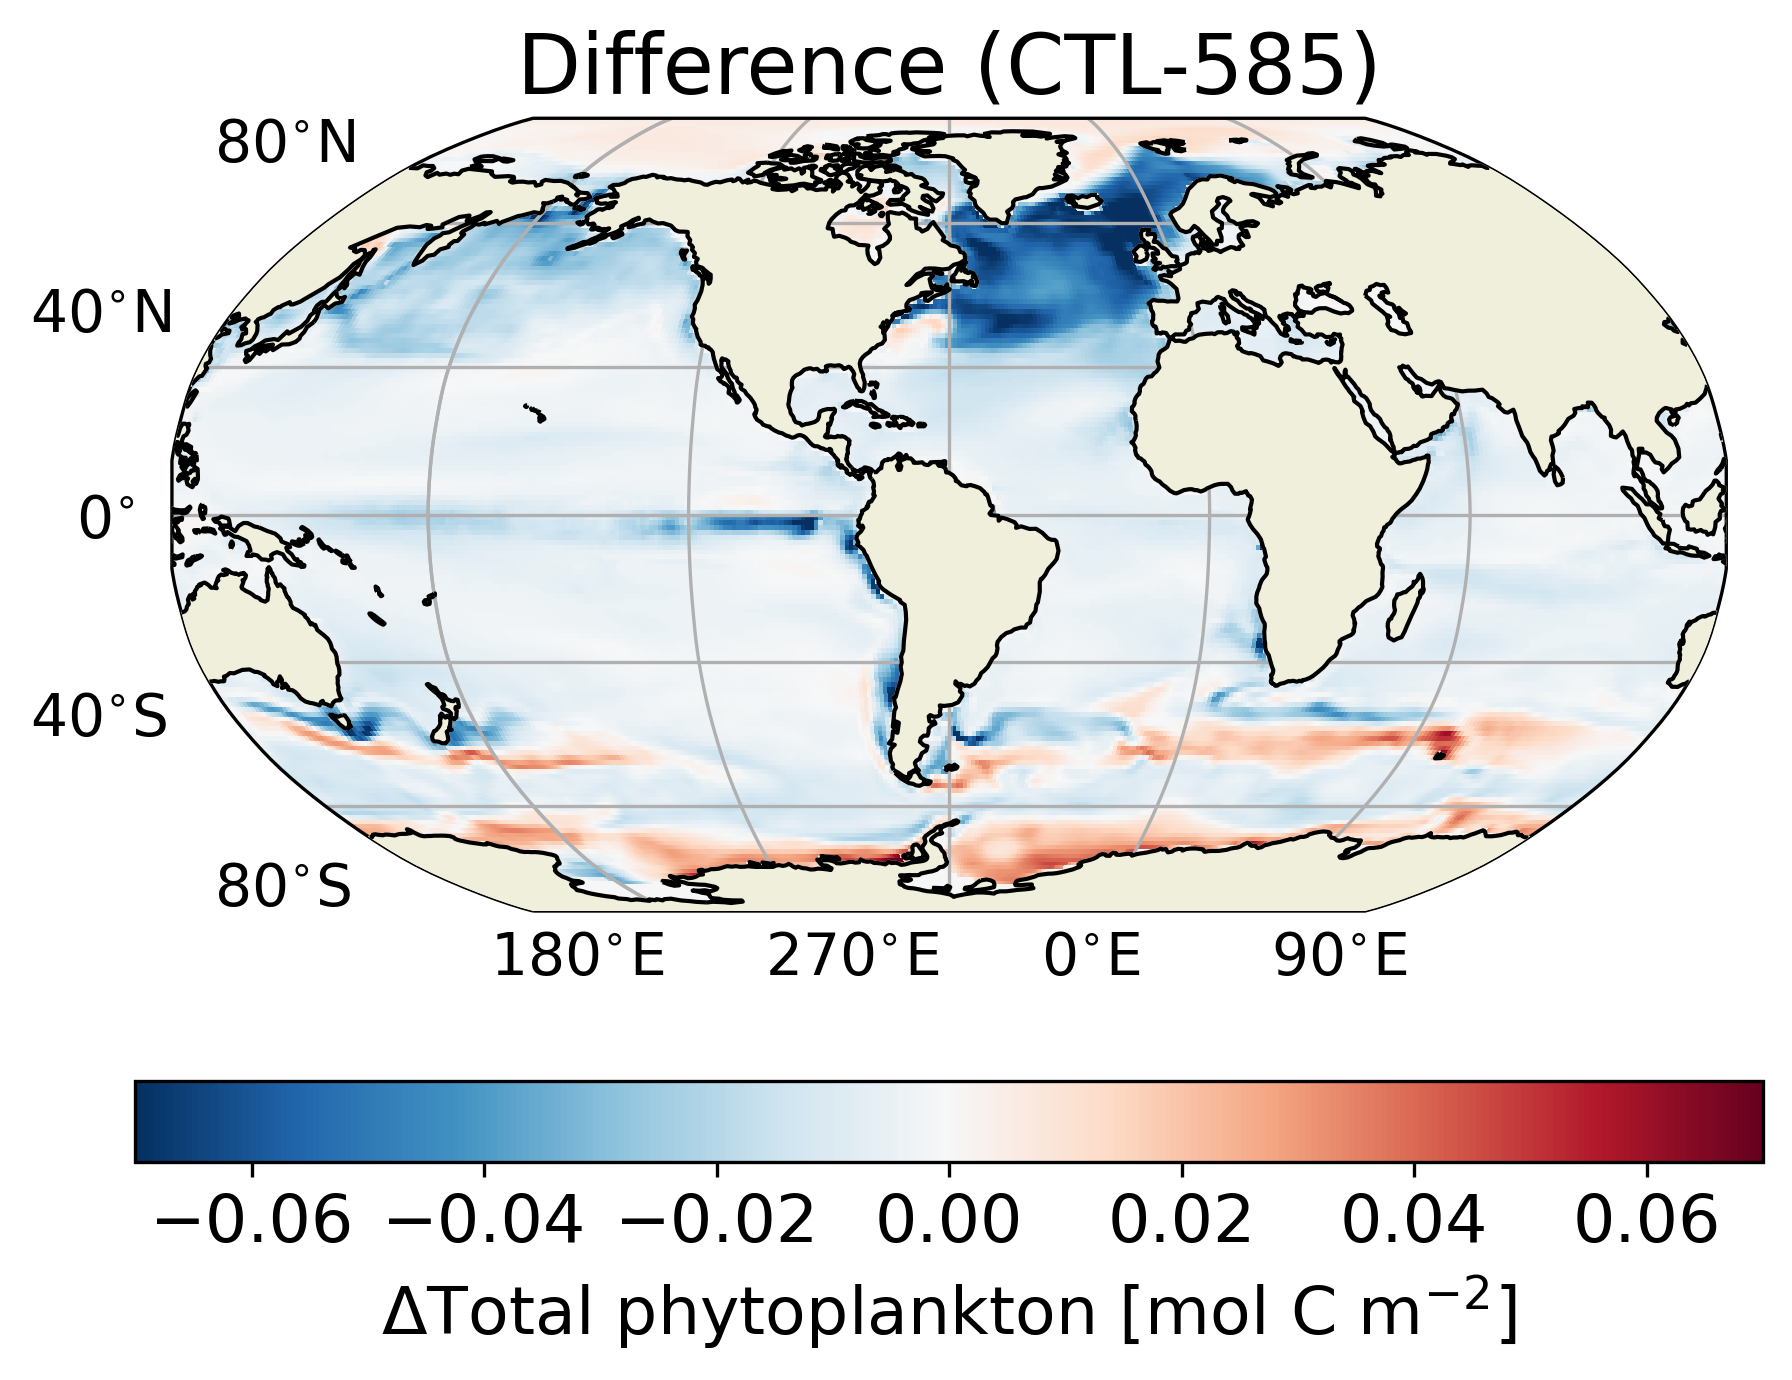 Difference (CTL-585)
80°N
40°N
0°
40°S
80°S
180°E 270°E 0°E 90°E
−0.06 −0.04 −0.02 0.00 0.02 0.04 0.06
ΔTotal phytoplankton [mol C m⁻²]